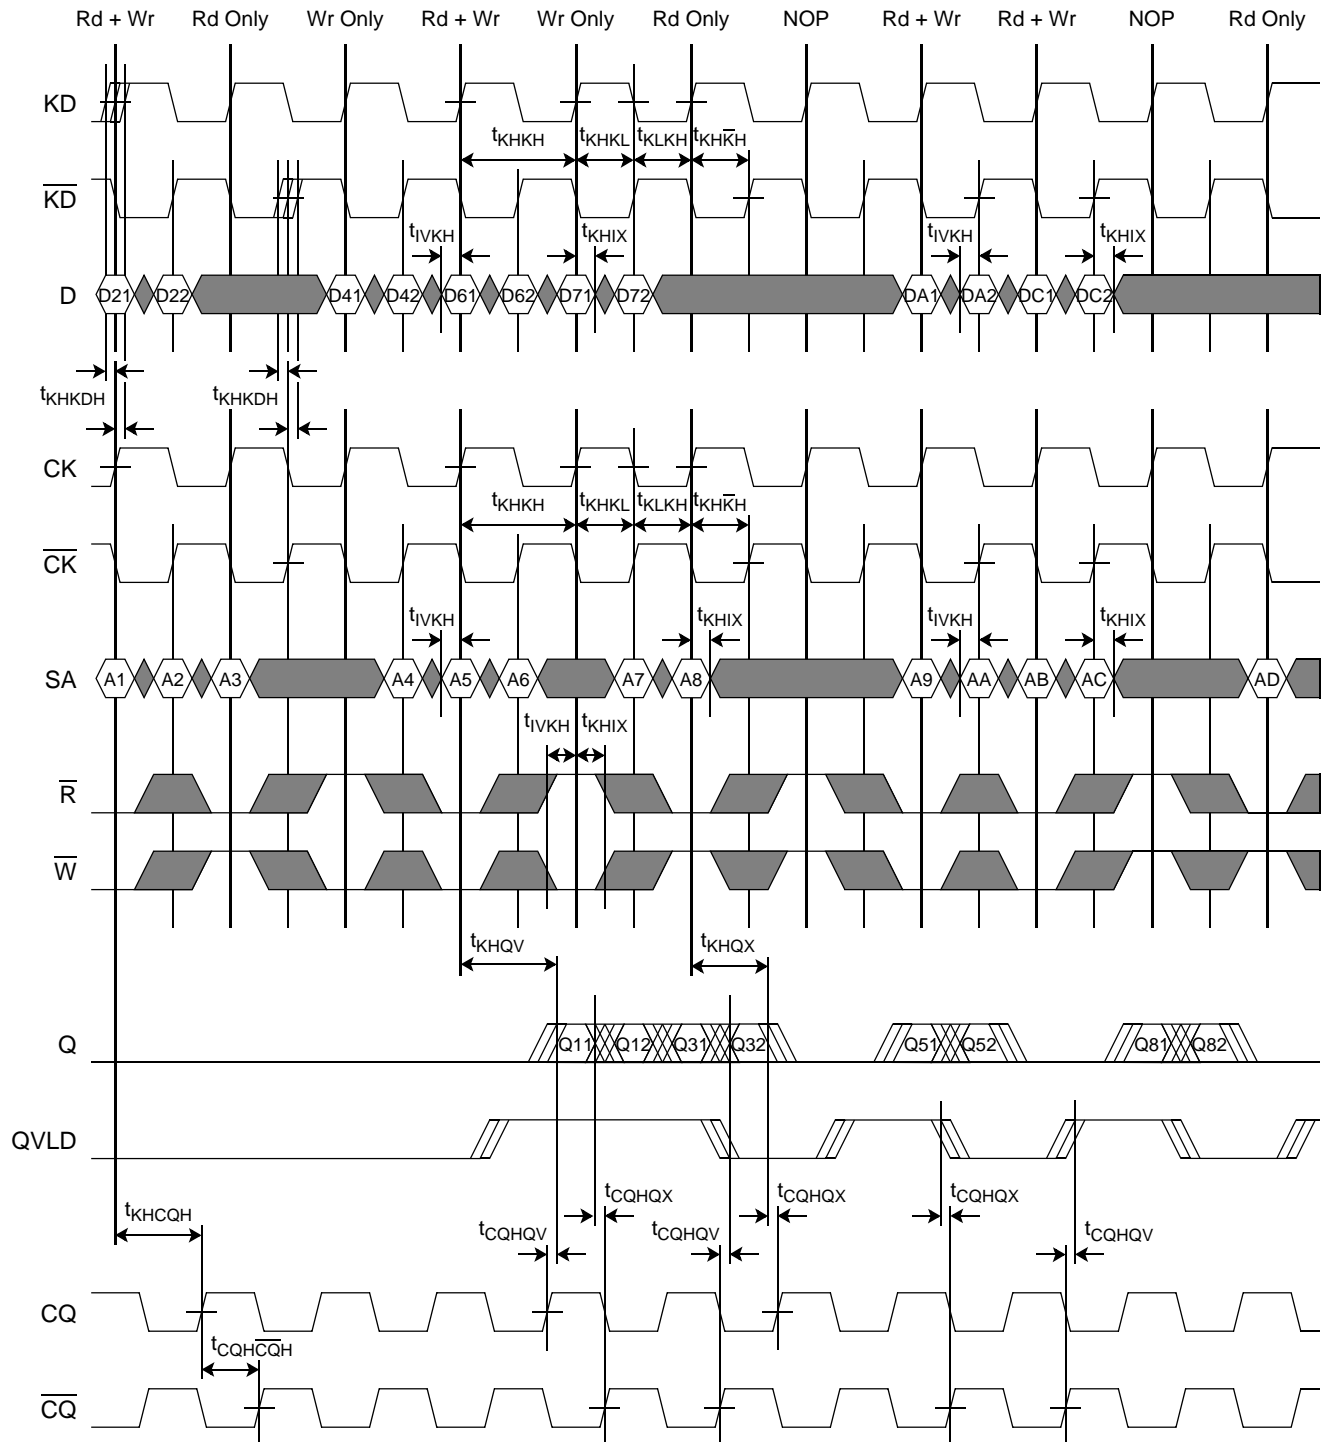 Rd + Wr Rd Only Wr Only Rd + Wr Wr Only Rd Only NOP Rd + Wr Rd + Wr NOP Rd Only
KD
tKHKH tKHKL tKLKH tKHK̅H
K̅D̅
tIVKH tKHIX tIVKH tKHIX
D D21 D22 D41 D42 D61 D62 D71 D72 DA1 DA2 DC1 DC2
tKHKDH tKHKDH
CK
tKHKH tKHKL tKLKH tKHK̅H
C̅K̅
tIVKH tKHIX tIVKH tKHIX
SA A1 A2 A3 A4 A5 A6 A7 A8 A9 AA AB AC AD
tIVKH tKHIX
R̅
W̅
tKHQV tKHQX
Q Q11 Q12 Q31 Q32 Q51 Q52 Q81 Q82
QVLD
tCQHQX tCQHQX tCQHQX
tKHCQH
tCQHQV tCQHQV tCQHQV
CQ
tCQHC̅Q̅H
C̅Q̅